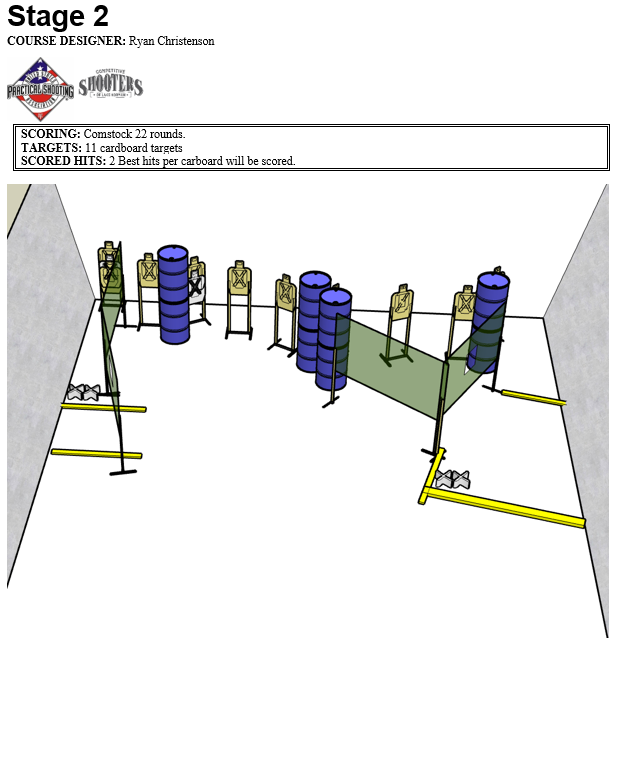 Stage 2
COURSE DESIGNER: Ryan Christenson
PRACTICAL SHOOTING
COMPETITIVE
SHOOTERS
SCORING: Comstock 22 rounds.
TARGETS: 11 cardboard targets
SCORED HITS: 2 Best hits per carboard will be scored.